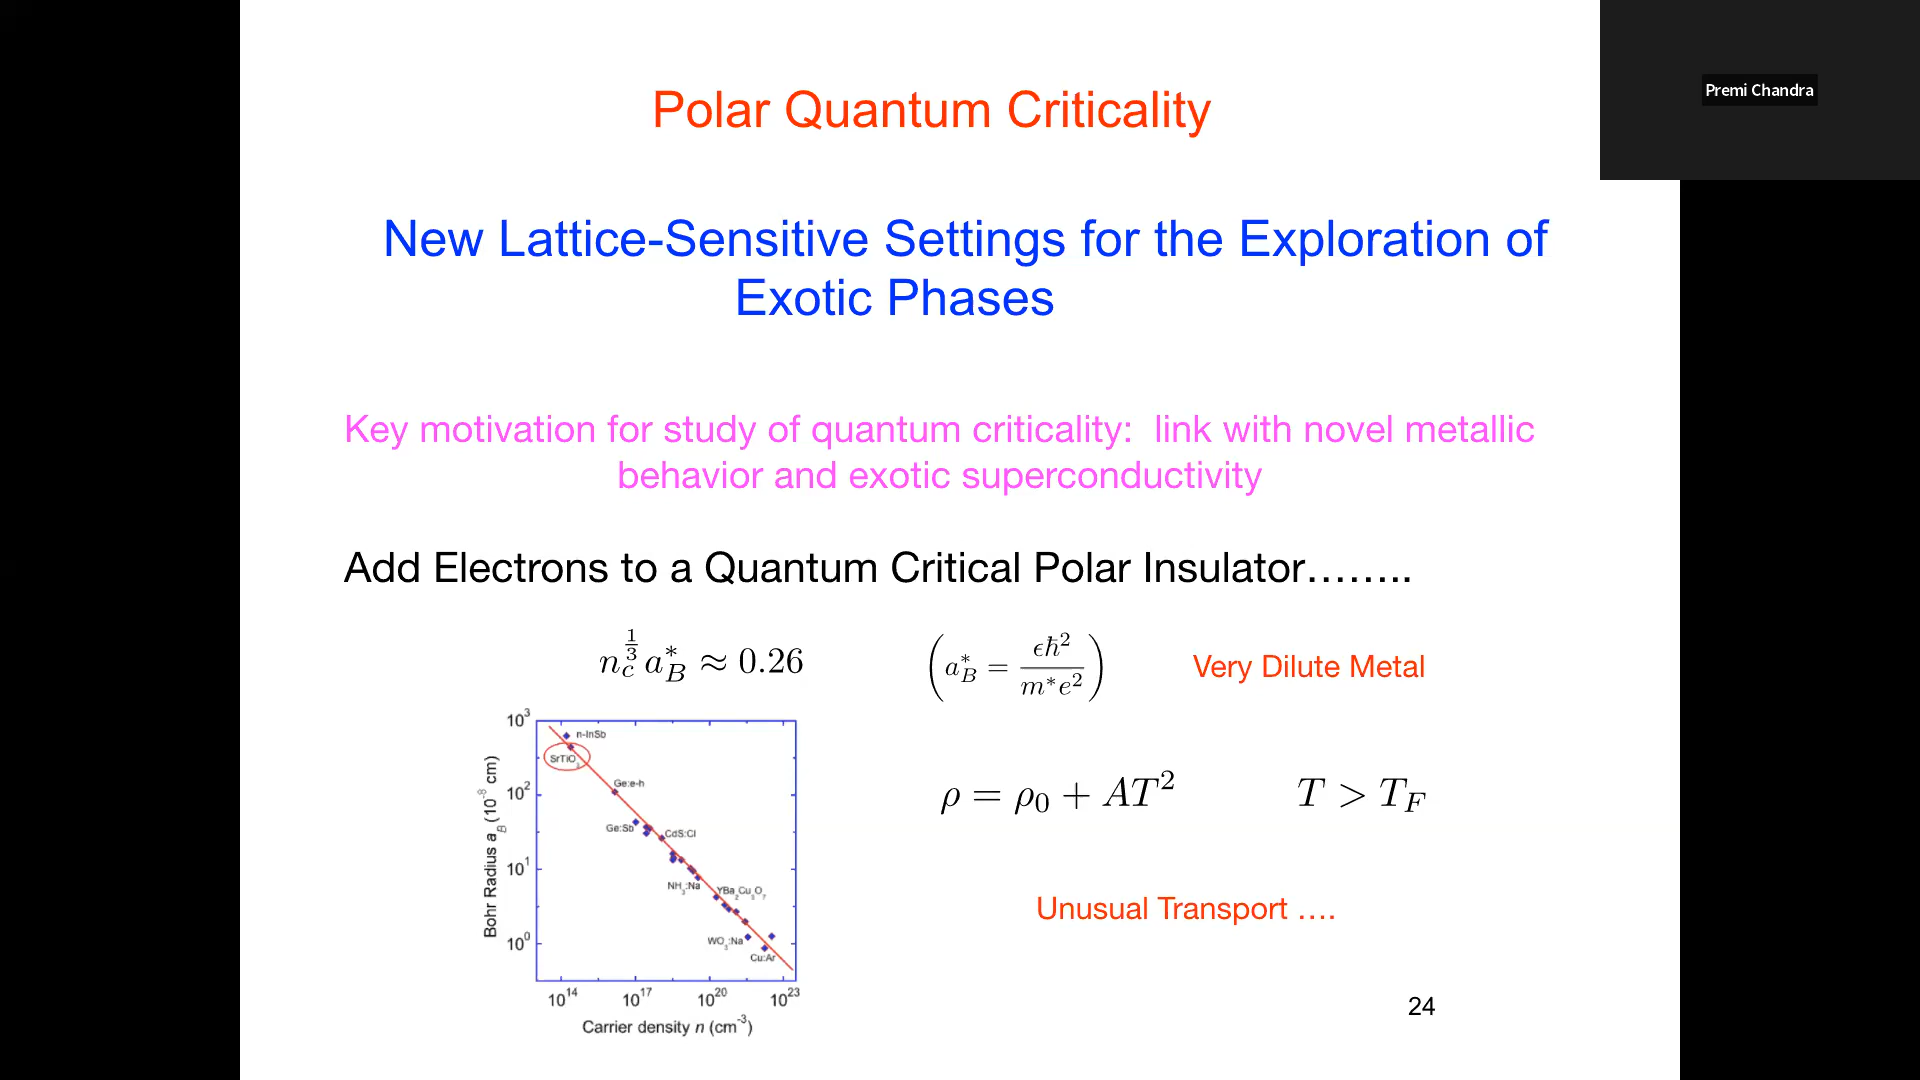 Premi Chandra
Polar Quantum Criticality
New Lattice-Sensitive Settings for the Exploration of
Exotic Phases
Key motivation for study of quantum criticality: link with novel metallic
behavior and exotic superconductivity
Add Electrons to a Quantum Critical Polar Insulator……..
n_c^{1/3} a_B^* ≈ 0.26
(a_B^* = ϵħ²/m*e²)
Very Dilute Metal
10³
10²
10¹
10⁰
Bohr Radius a_B (10⁻⁸ cm)
n-InSb
SrTiO₃
Ge:e-h
Ge:Sb
CdS:Cl
NH₃:Na
YBa₂Cu₃O₇
WO₃:Na
Cu:Ar
10¹⁴ 10¹⁷ 10²⁰ 10²³
Carrier density n (cm⁻³)
ρ = ρ₀ + AT²
T > T_F
Unusual Transport ….
24